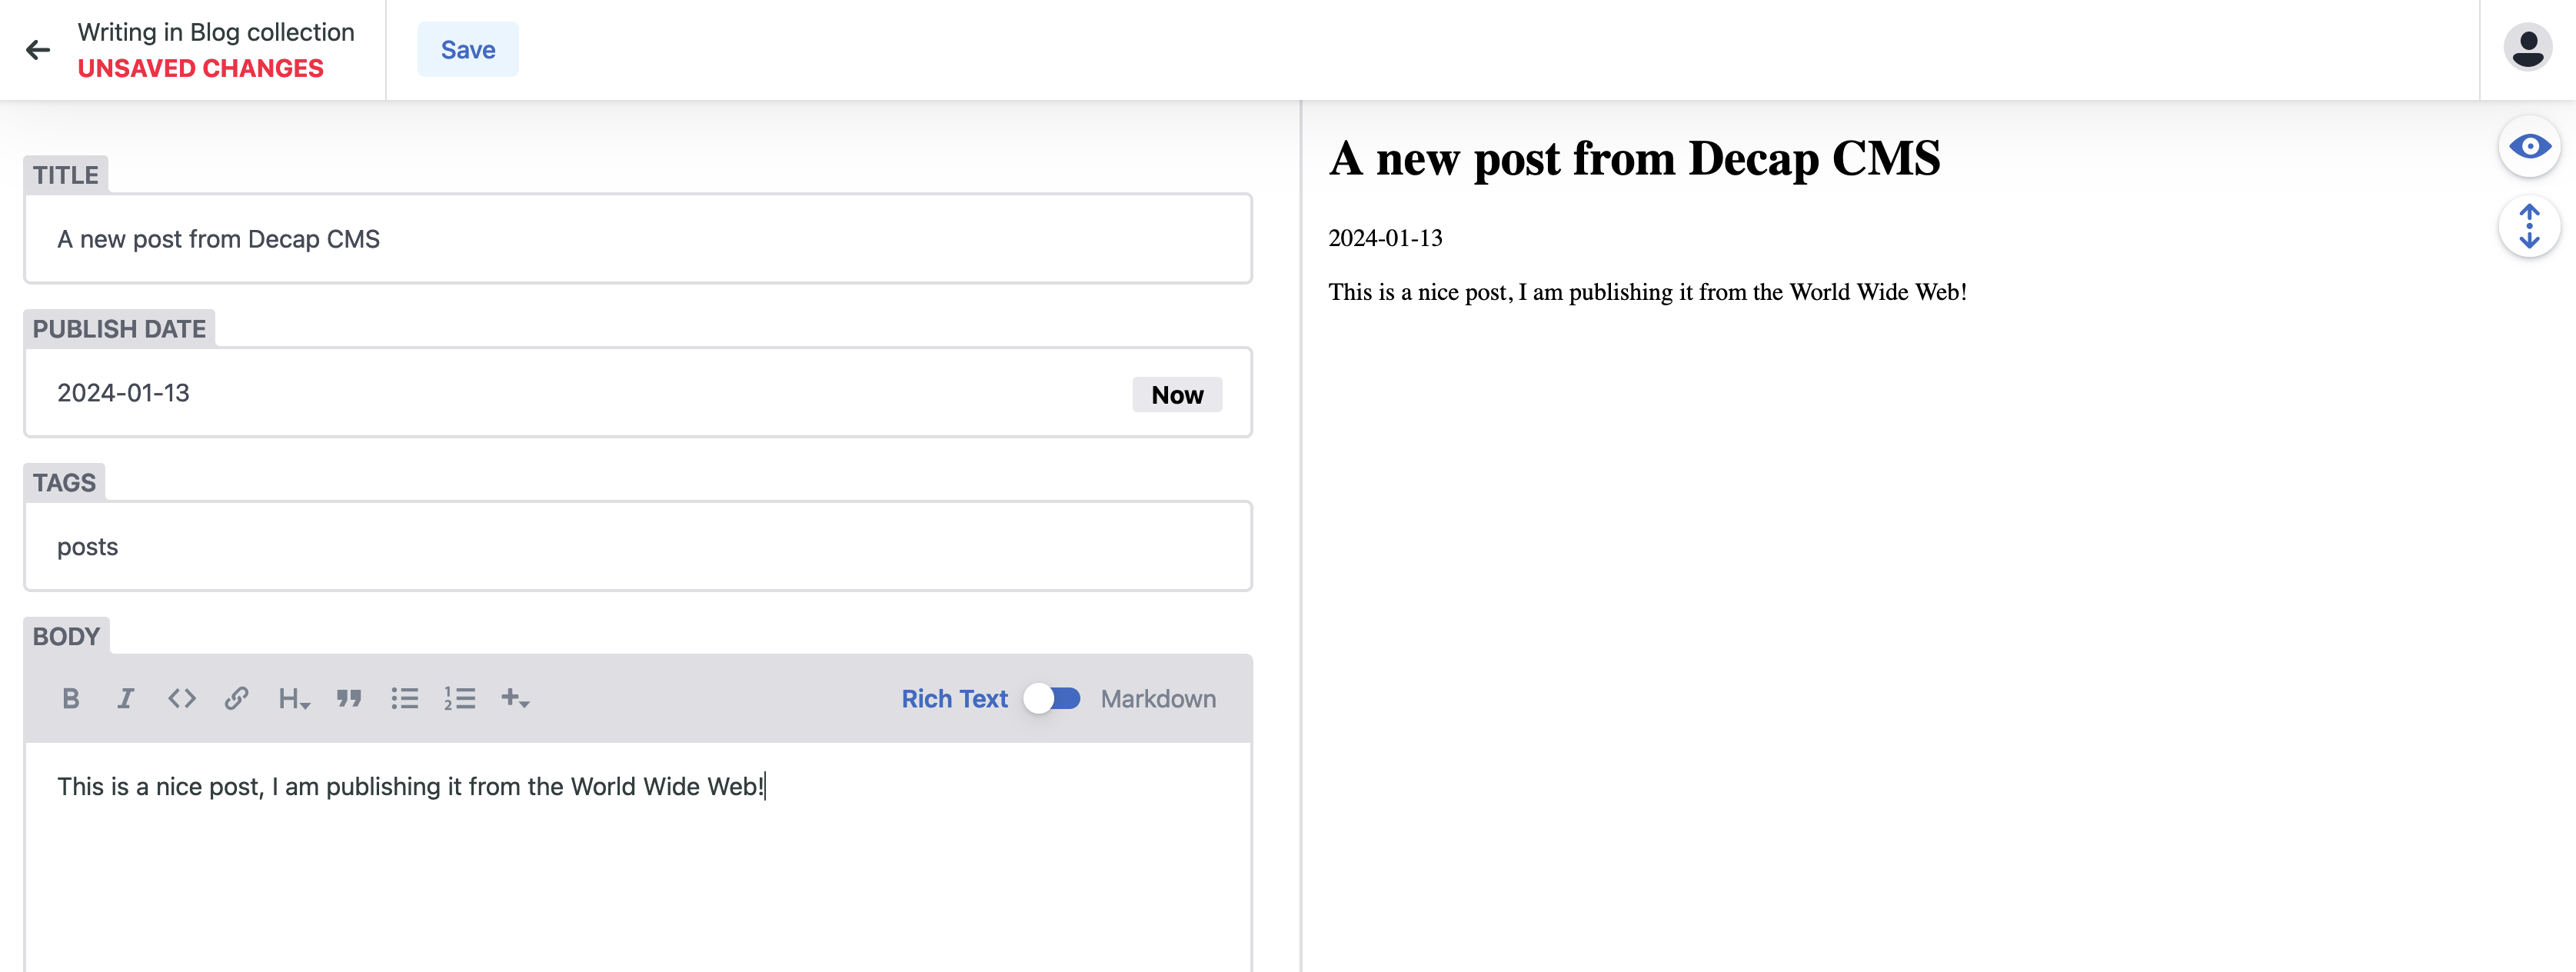 Writing in Blog collection
UNSAVED CHANGES
Save
TITLE
A new post from Decap CMS
PUBLISH DATE
2024-01-13
Now
TAGS
posts
BODY
B I <> H 1 2 +
Rich Text Markdown
This is a nice post, I am publishing it from the World Wide Web!
A new post from Decap CMS
2024-01-13
This is a nice post, I am publishing it from the World Wide Web!